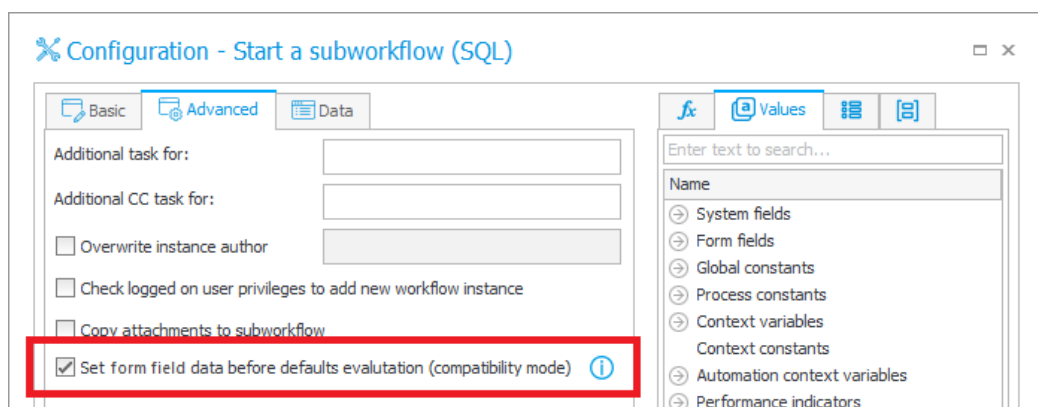 Configuration - Start a subworkflow (SQL)
Basic
Advanced
Data
Additional task for:
Additional CC task for:
Overwrite instance author
Check logged on user privileges to add new workflow instance
Copy attachments to subworkflow
Set form field data before defaults evalutation (compatibility mode)
fx
Values
Enter text to search...
Name
System fields
Form fields
Global constants
Process constants
Context variables
Context constants
Automation context variables
Performance indicators